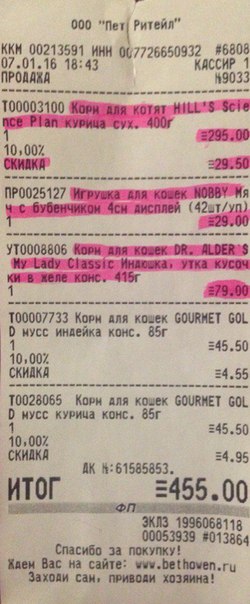 ООО "Пет Ритейл"
ККМ 00213591 ИНН 007726650932 #6808
07.01.16 18:43 КАССИР 1
ПРОДАЖА №9033
Т00003100 Корм для котят HILL'S Scie
nce Plan курица сух. 400г
1 ≡295.00
10,00%
СКИДКА ≡29.50
ПР0025127 Игрушка для кошек NOBBY Мя
ч с бубенчиком 4см дисплей (42шт/уп)
1 ≡29.00
УТ0008806 Корм для кошек DR. ALDER'S
My Lady Classic Индюшка, утка кусоч
ки в желе конс. 415г
1 ≡79.00
Т00007733 Корм для кошек GOURMET GOL
D мусс индейка конс. 85г
1 ≡45.50
10,00%
СКИДКА ≡4.55
Т0028065 Корм для кошек GOURMET GOL
D мусс курица конс. 85г
1 ≡45.50
10,00%
СКИДКА ≡4.95
ДК №:61585853.
ИТОГ ≡455.00
ФП
ЭКЛЗ 1996068118
00053939 #013864
Спасибо за покупку!
Ждем Вас на сайте: www.bethowen.ru
Заходи сам, приводи хозяина!